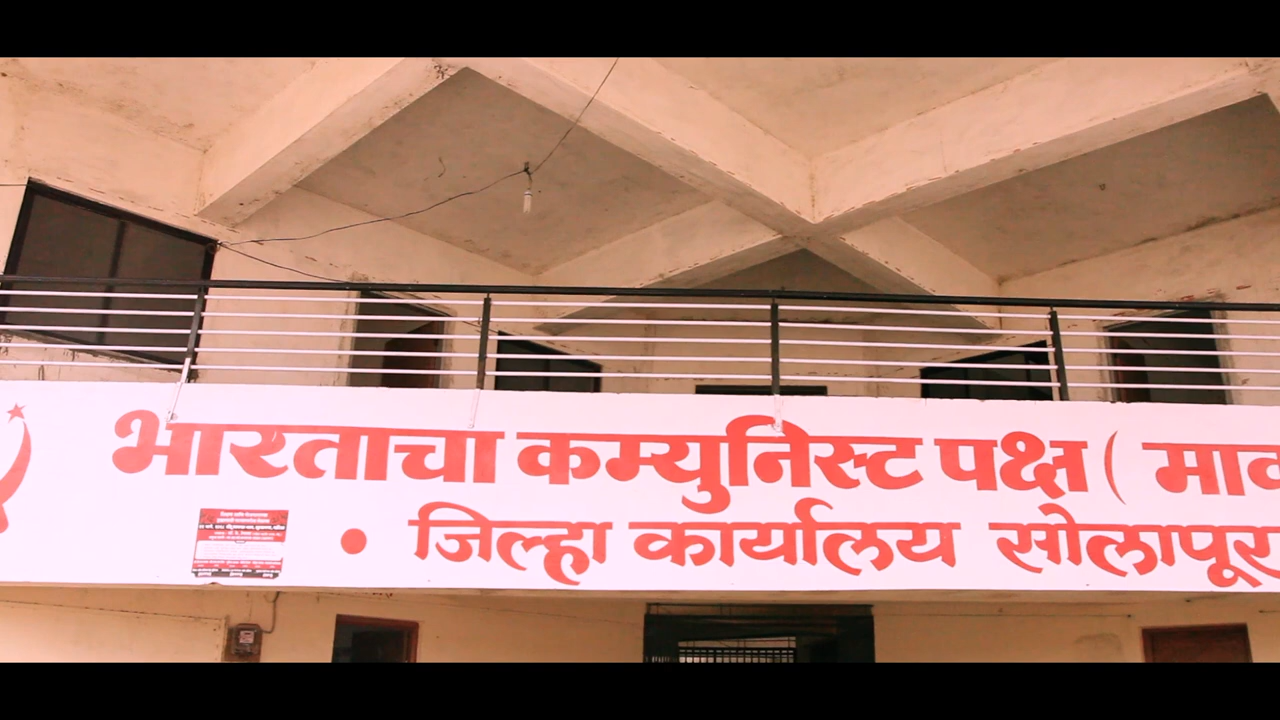 भारताचा कम्युनिस्ट पक्ष ( माक
• जिल्हा कार्यालय सोलापूर